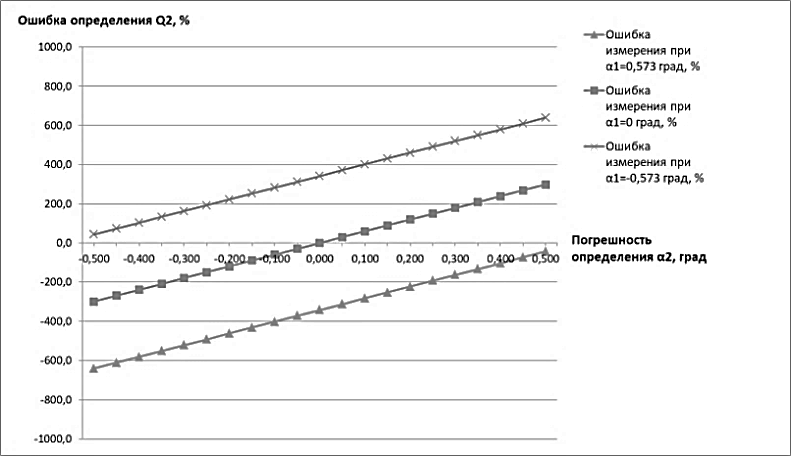 Ошибка определения Q2, %
1000,0
800,0
600,0
400,0
200,0
0,0
-200,0
-400,0
-600,0
-800,0
-1000,0
-0,500 -0,400 -0,300 -0,200 -0,100 0,000 0,100 0,200 0,300 0,400 0,500
Погрешность
определения α2, град
Ошибка
измерения при
α1=0,573 град, %
Ошибка
измерения при
α1=0 град, %
Ошибка
измерения при
α1=-0,573 град, %